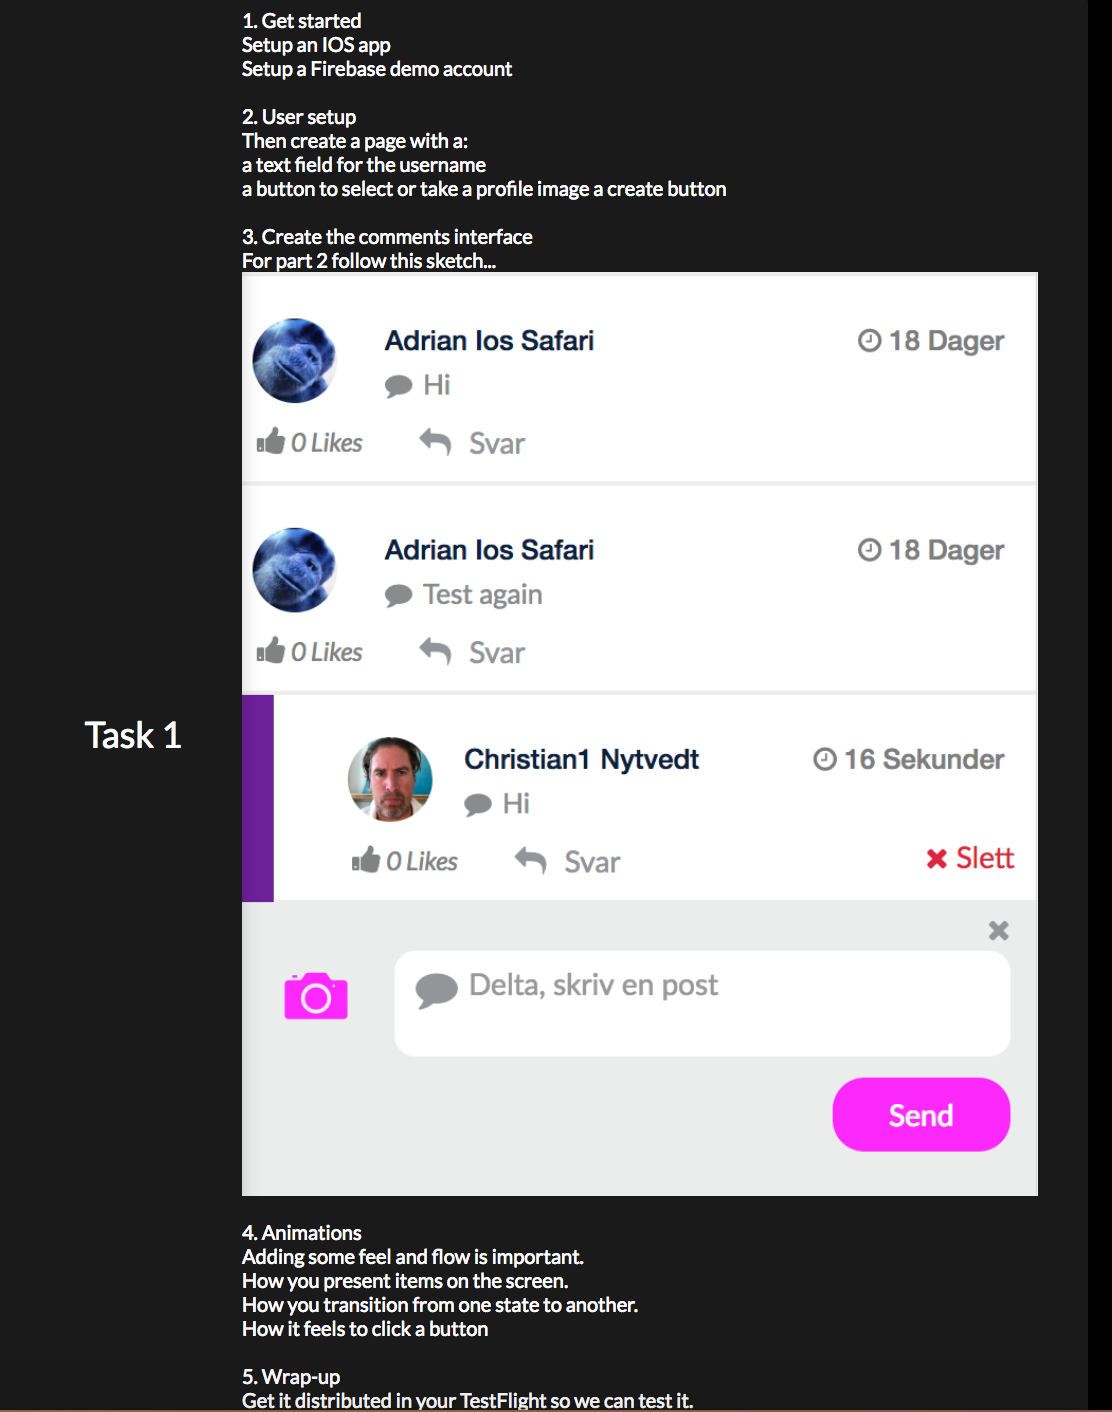 1. Get started
Setup an IOS app
Setup a Firebase demo account
2. User setup
Then create a page with a:
a text field for the username
a button to select or take a profile image a create button
3. Create the comments interface
For part 2 follow this sketch...
Adrian Ios Safari 18 Dager
Hi
0 Likes Svar
Adrian Ios Safari 18 Dager
Test again
0 Likes Svar
Task 1
Christian1 Nytvedt 16 Sekunder
Hi
0 Likes Svar Slett
Delta, skriv en post
Send
4. Animations
Adding some feel and flow is important.
How you present items on the screen.
How you transition from one state to another.
How it feels to click a button
5. Wrap-up
Get it distributed in your TestFlight so we can test it.